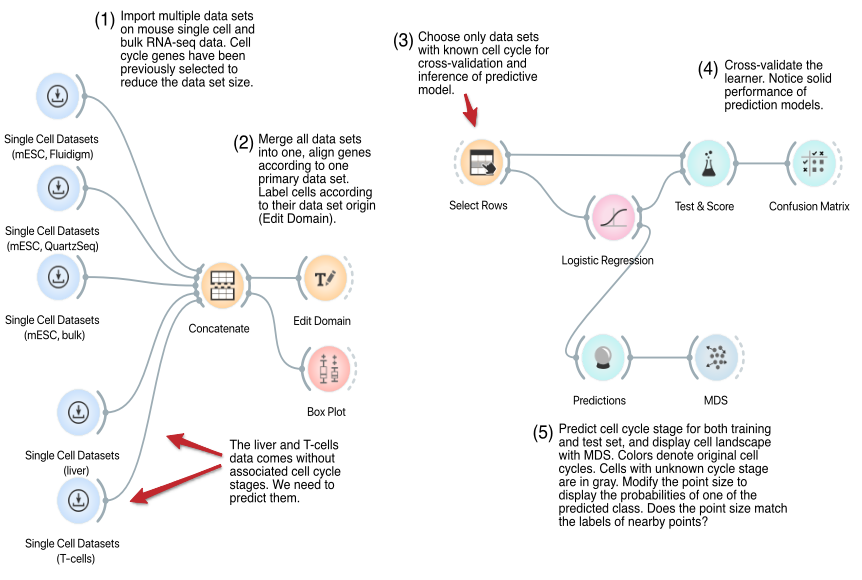 (1) Import multiple data sets
on mouse single cell and
bulk RNA-seq data. Cell
cycle genes have been
previously selected to
reduce the data set size.
Single Cell Datasets
(mESC, Fluidigm)
Single Cell Datasets
(mESC, QuartzSeq)
Single Cell Datasets
(mESC, bulk)
Single Cell Datasets
(liver)
Single Cell Datasets
(T-cells)
(2) Merge all data sets
into one, align genes
according to one
primary data set.
Label cells according
to their data set origin
(Edit Domain).
Concatenate
T
Edit Domain
Box Plot
The liver and T-cells
data comes without
associated cell cycle
stages. We need to
predict them.
(3) Choose only data sets
with known cell cycle for
cross-validation and
inference of predictive
model.
Select Rows
Logistic Regression
(4) Cross-validate the
learner. Notice solid
performance of
prediction models.
Test & Score
Confusion Matrix
Predictions
MDS
(5) Predict cell cycle stage for both training
and test set, and display cell landscape
with MDS. Colors denote original cell
cycles. Cells with unknown cycle stage
are in gray. Modify the point size to
display the probabilities of one of the
predicted class. Does the point size match
the labels of nearby points?